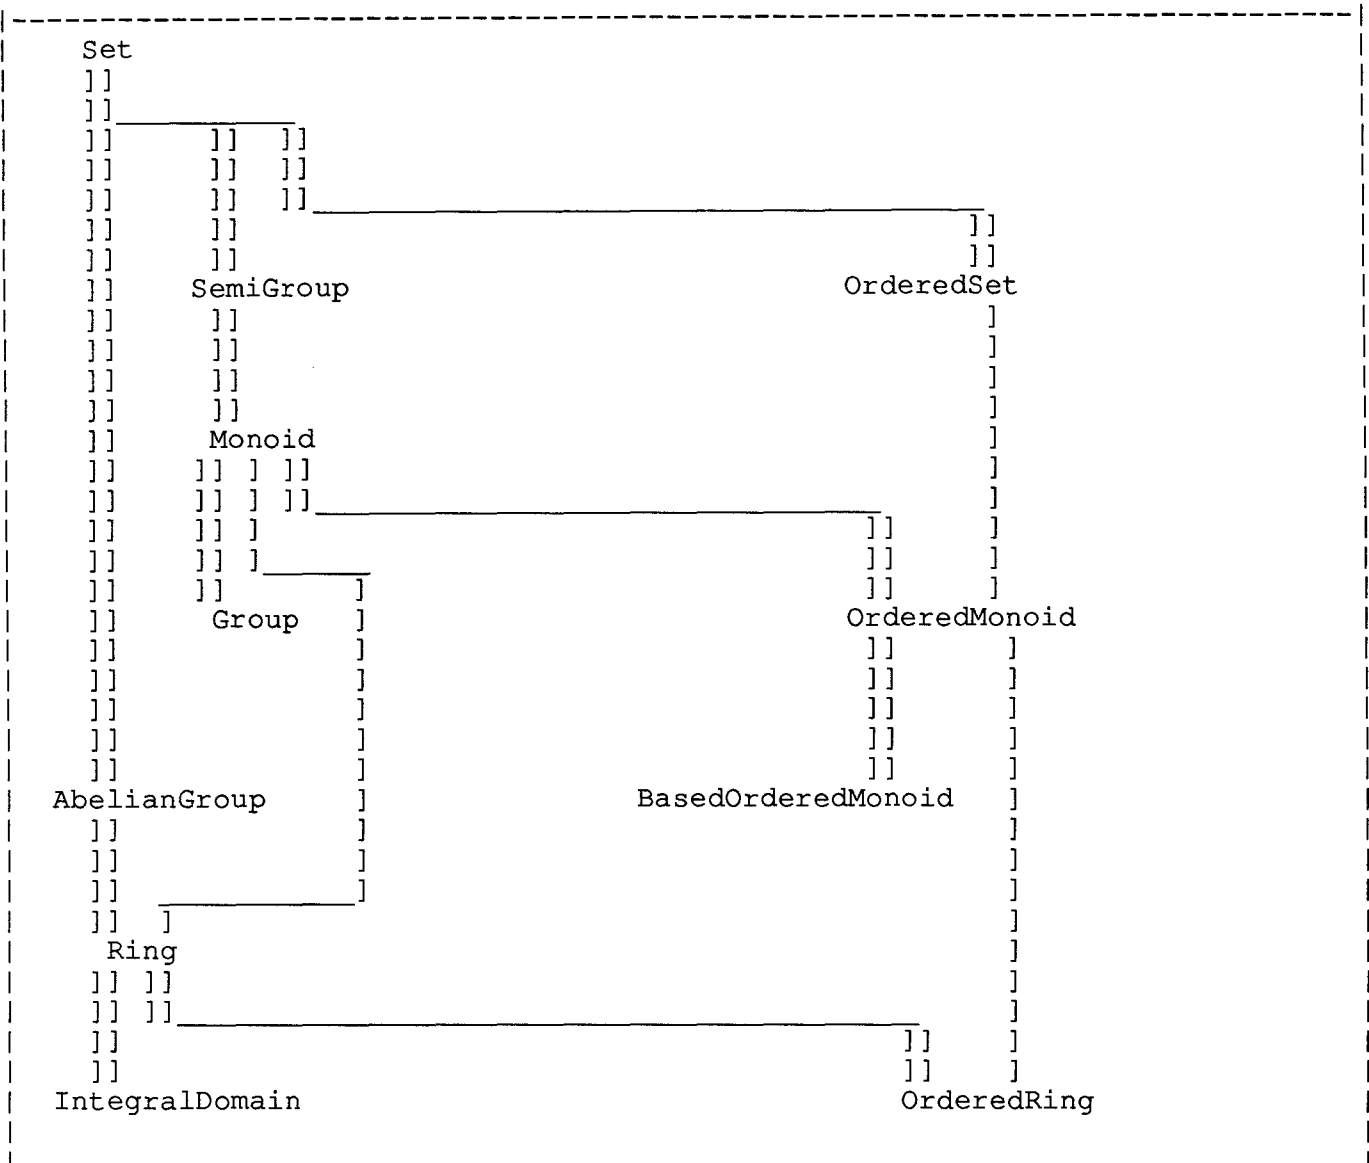 Set
SemiGroup OrderedSet
Monoid
Group OrderedMonoid
AbelianGroup BasedOrderedMonoid
Ring
IntegralDomain OrderedRing